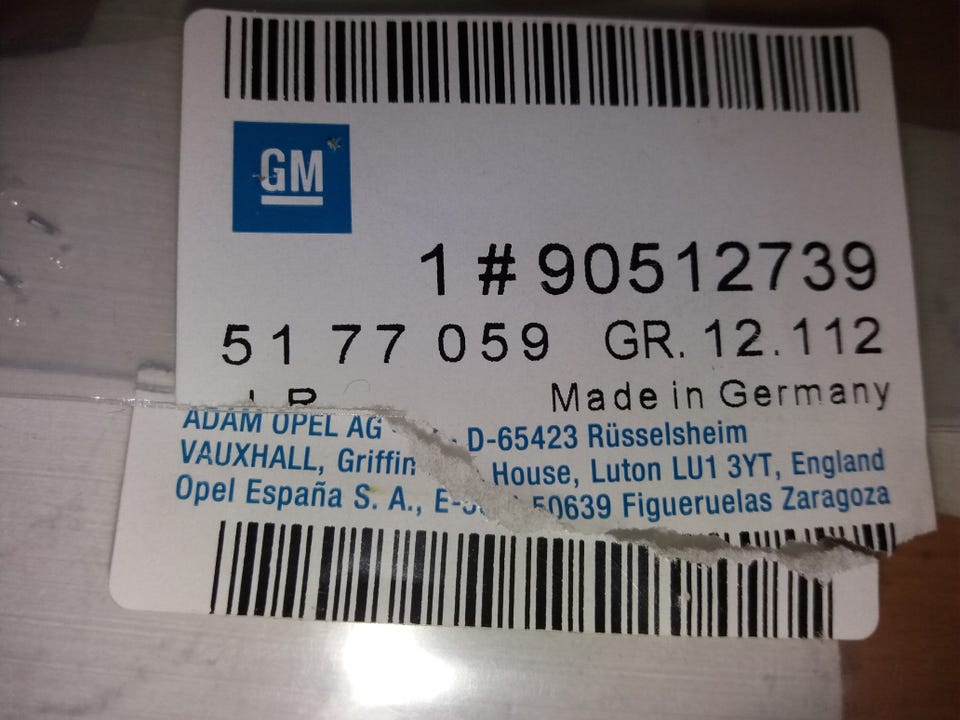 GM
1 # 90512739
51 77 059 GR. 12.112
Made in Germany
ADAM OPEL AG D-65423 Rüsselsheim
VAUXHALL, Griffin House, Luton LU1 3YT, England
Opel España S. A., 50639 Figueruelas Zaragoza